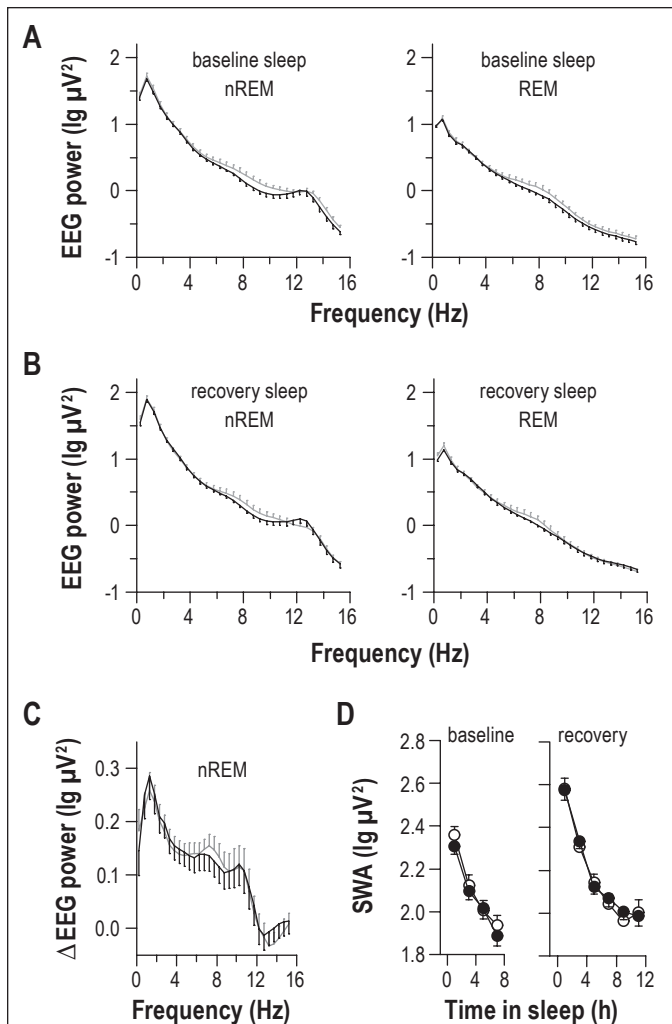 A
baseline sleep
nREM
baseline sleep
REM
EEG power (lg µV²)
2
1
0
-1
2
1
0
-1
0 4 8 12 16
0 4 8 12 16
Frequency (Hz)
B
recovery sleep
nREM
recovery sleep
REM
EEG power (lg µV²)
2
1
0
-1
2
1
0
-1
0 4 8 12 16
0 4 8 12 16
Frequency (Hz)
C
nREM
Δ EEG power (lg µV²)
0.3
0.2
0.1
0.0
0 4 8 12 16
Frequency (Hz)
D
baseline
recovery
SWA (lg µV²)
2.8
2.6
2.4
2.2
2.0
1.8
0 4 8
0 4 8 12
Time in sleep (h)